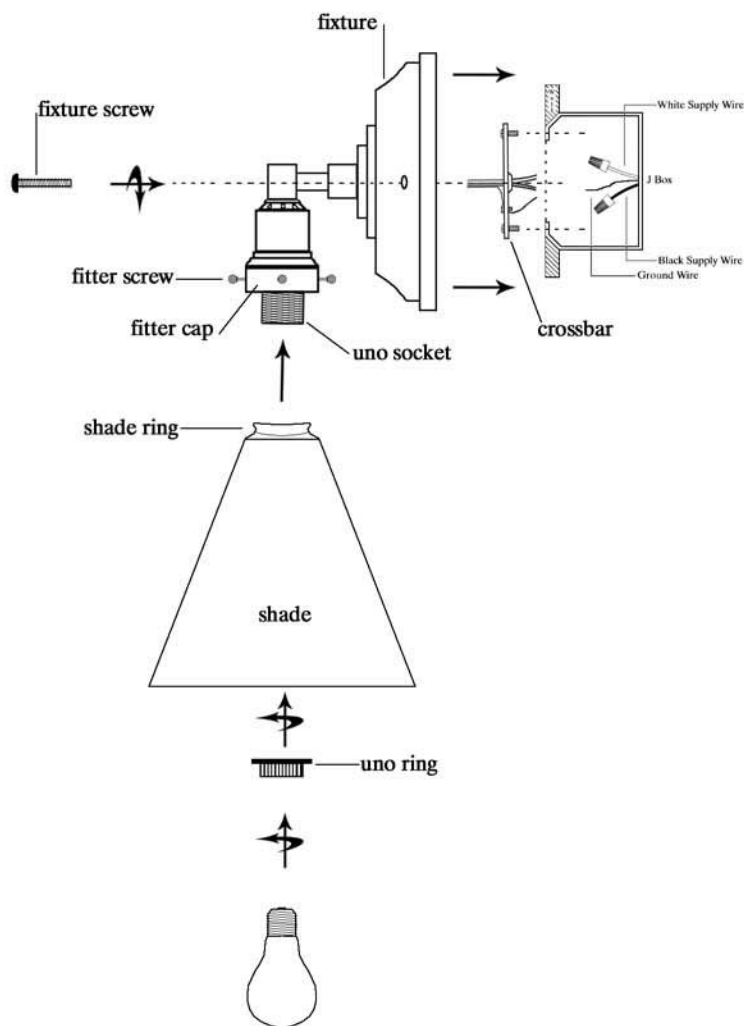 fixture
White Supply Wire
fixture screw
J Box
fitter screw
Black Supply Wire
Ground Wire
fitter cap
uno socket
crossbar
shade ring
shade
uno ring